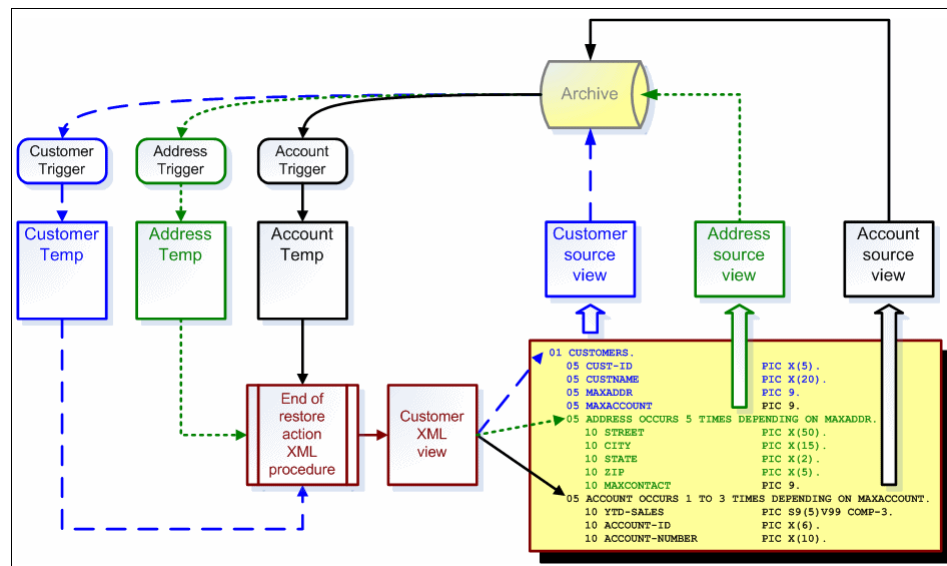 Archive
Customer
Trigger
Address
Trigger
Account
Trigger
Customer
Temp
Address
Temp
Account
Temp
Customer
source
view
Address
source
view
Account
source
view
End of
restore
action
XML
procedure
Customer
XML
view
01 CUSTOMERS.
05 CUST-ID PIC X(5).
05 CUSTNAME PIC X(20).
05 MAXADDR PIC 9.
05 MAXACCOUNT PIC 9.
05 ADDRESS OCCURS 5 TIMES DEPENDING ON MAXADDR.
10 STREET PIC X(50).
10 CITY PIC X(15).
10 STATE PIC X(2).
10 ZIP PIC X(5).
10 MAXCONTACT PIC 9.
05 ACCOUNT OCCURS 1 TO 3 TIMES DEPENDING ON MAXACCOUNT.
10 YTD-SALES PIC S9(5)V99 COMP-3.
10 ACCOUNT-ID PIC X(6).
10 ACCOUNT-NUMBER PIC X(10).